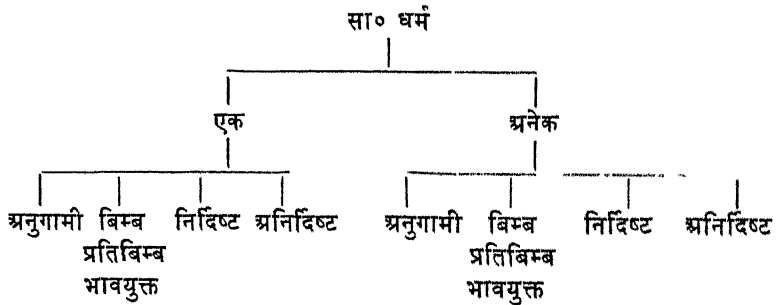 सा० धर्म
एक अनेक
अनुगामी बिम्ब निर्दिष्ट अनिर्दिष्ट अनुगामी बिम्ब निर्दिष्ट अनिर्दिष्ट
प्रतिबिम्ब प्रतिबिम्ब
भावयुक्त भावयुक्त